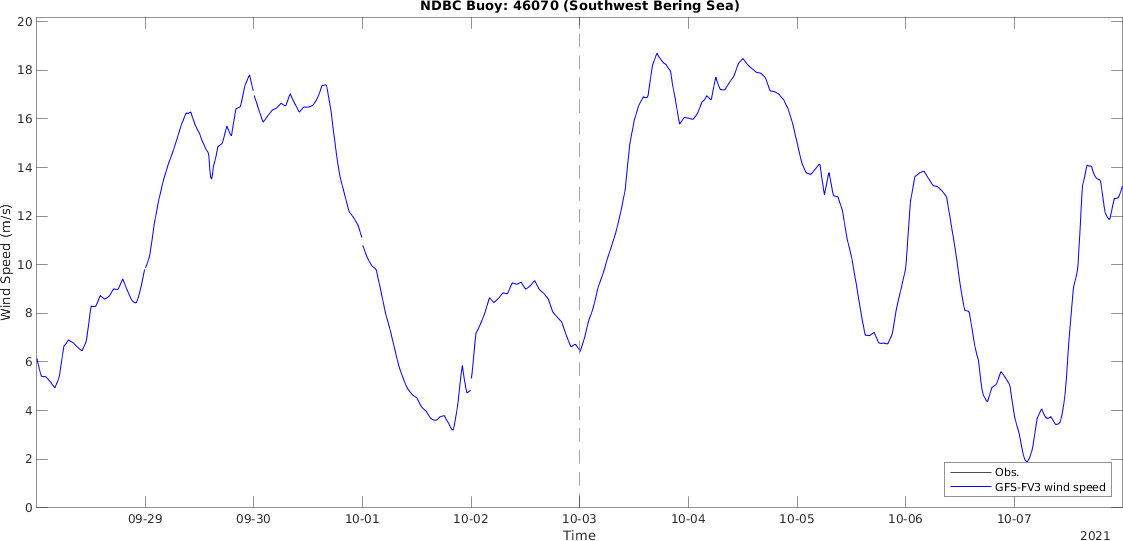 NDBC Buoy: 46070 (Southwest Bering Sea)
20
18
16
14
12
10
8
6
4
2
0
Wind Speed (m/s)
09-29 09-30 10-01 10-02 10-03 10-04 10-05 10-06 10-07
Time
2021
Obs.
GFS-FV3 wind speed